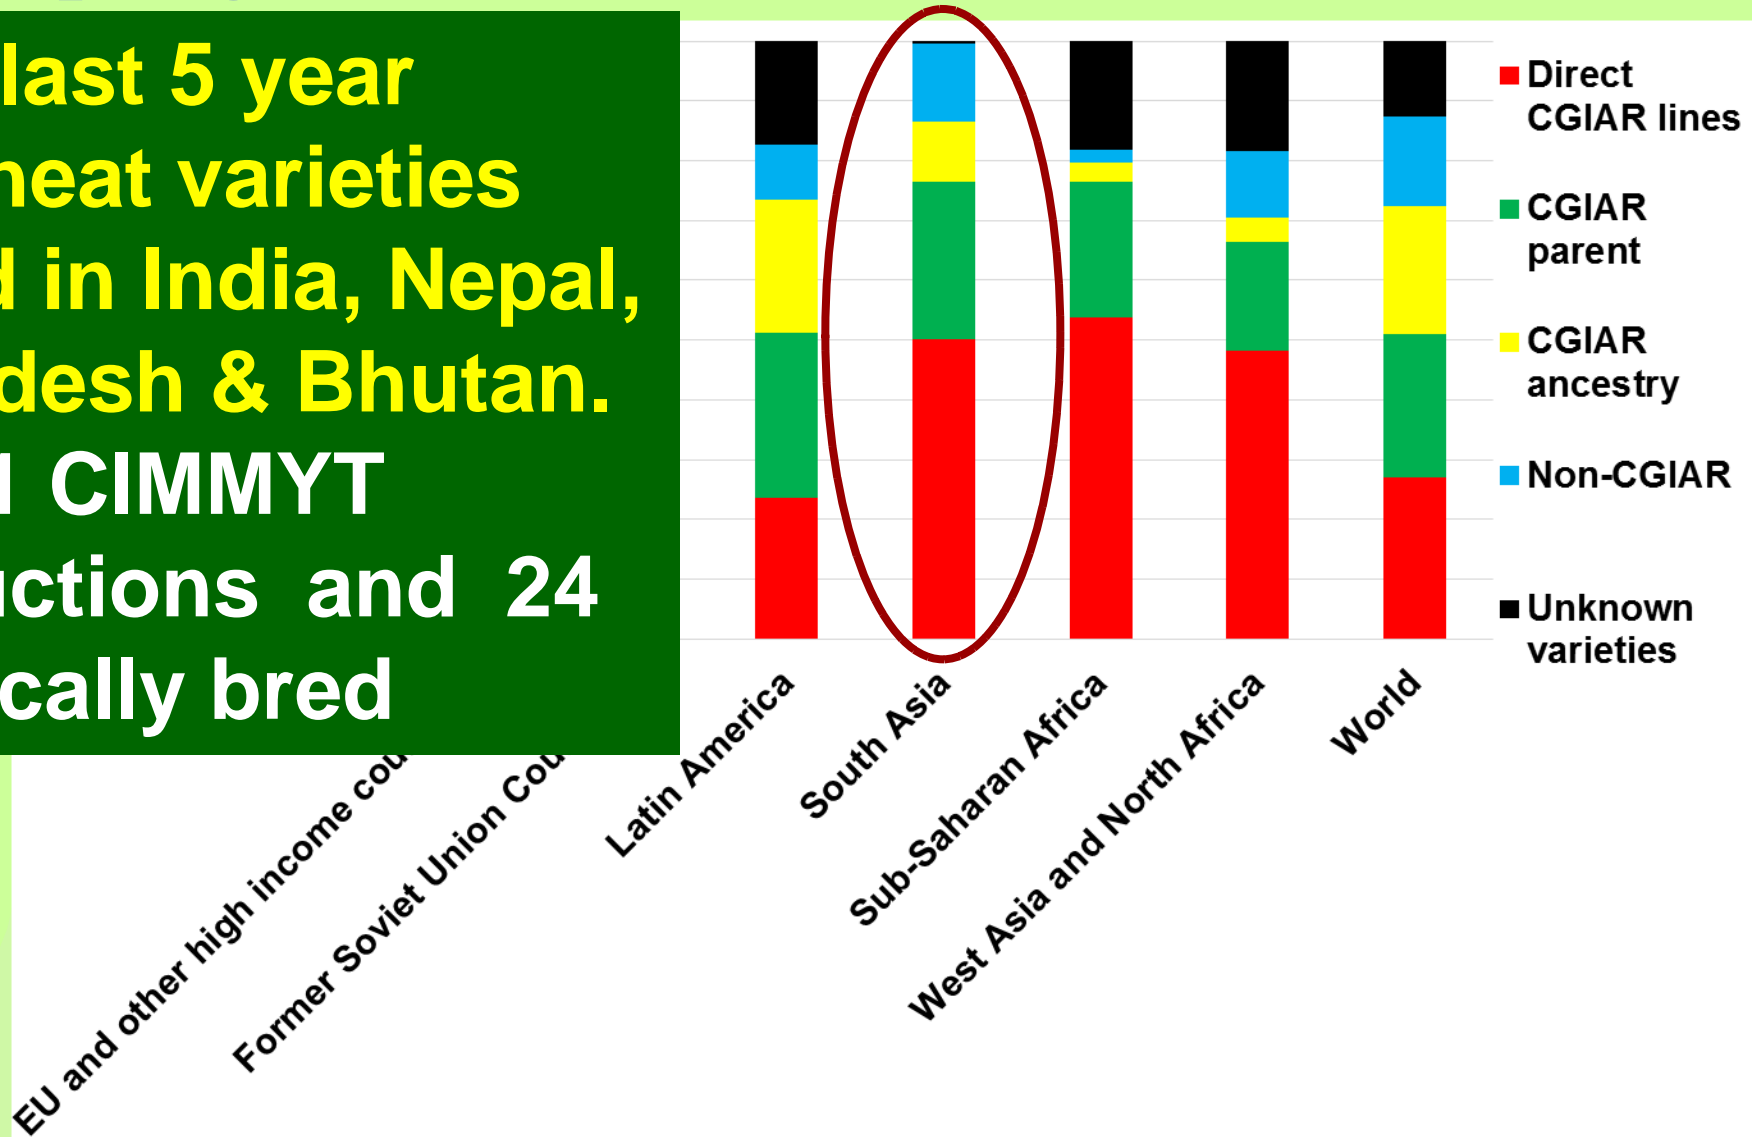 last 5 year
heat varieties
d in India, Nepal,
desh & Bhutan.
CIMMYT
uctions and 24
cally bred
Direct
CGIAR lines
CGIAR
parent
CGIAR
ancestry
Non-CGIAR
Unknown
varieties
EU and other high income cou
Former Soviet Union Cou
Latin America
South Asia
Sub-Saharan Africa
West Asia and North Africa
World